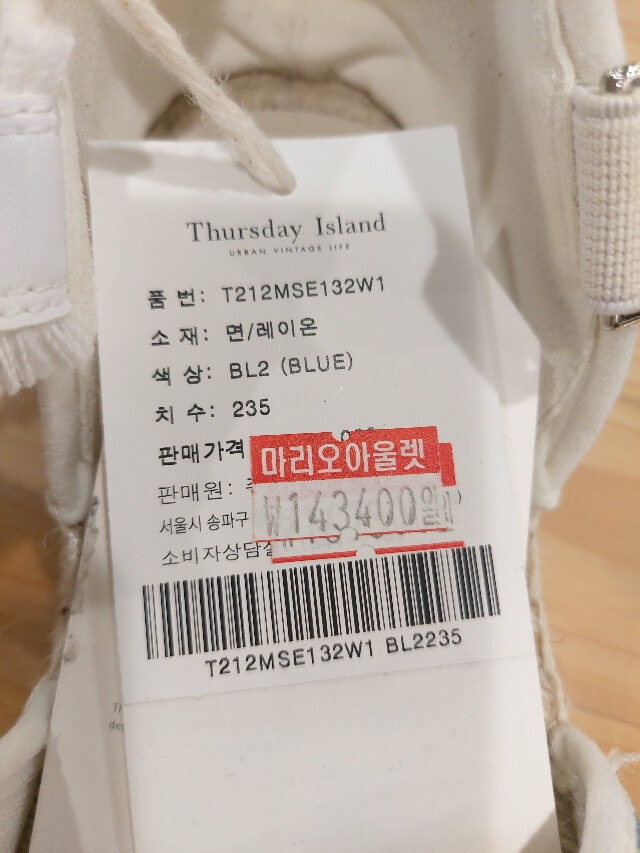 Thursday Island
URBAN VINTAGE LIFE
품 번: T212MSE132W1
소 재: 면/레이온
색 상: BL2 (BLUE)
치 수: 235
판매가격
마리오아울렛
판매원:
₩143400원
서울시 송파구
소비자상담실
T212MSE132W1 BL2235